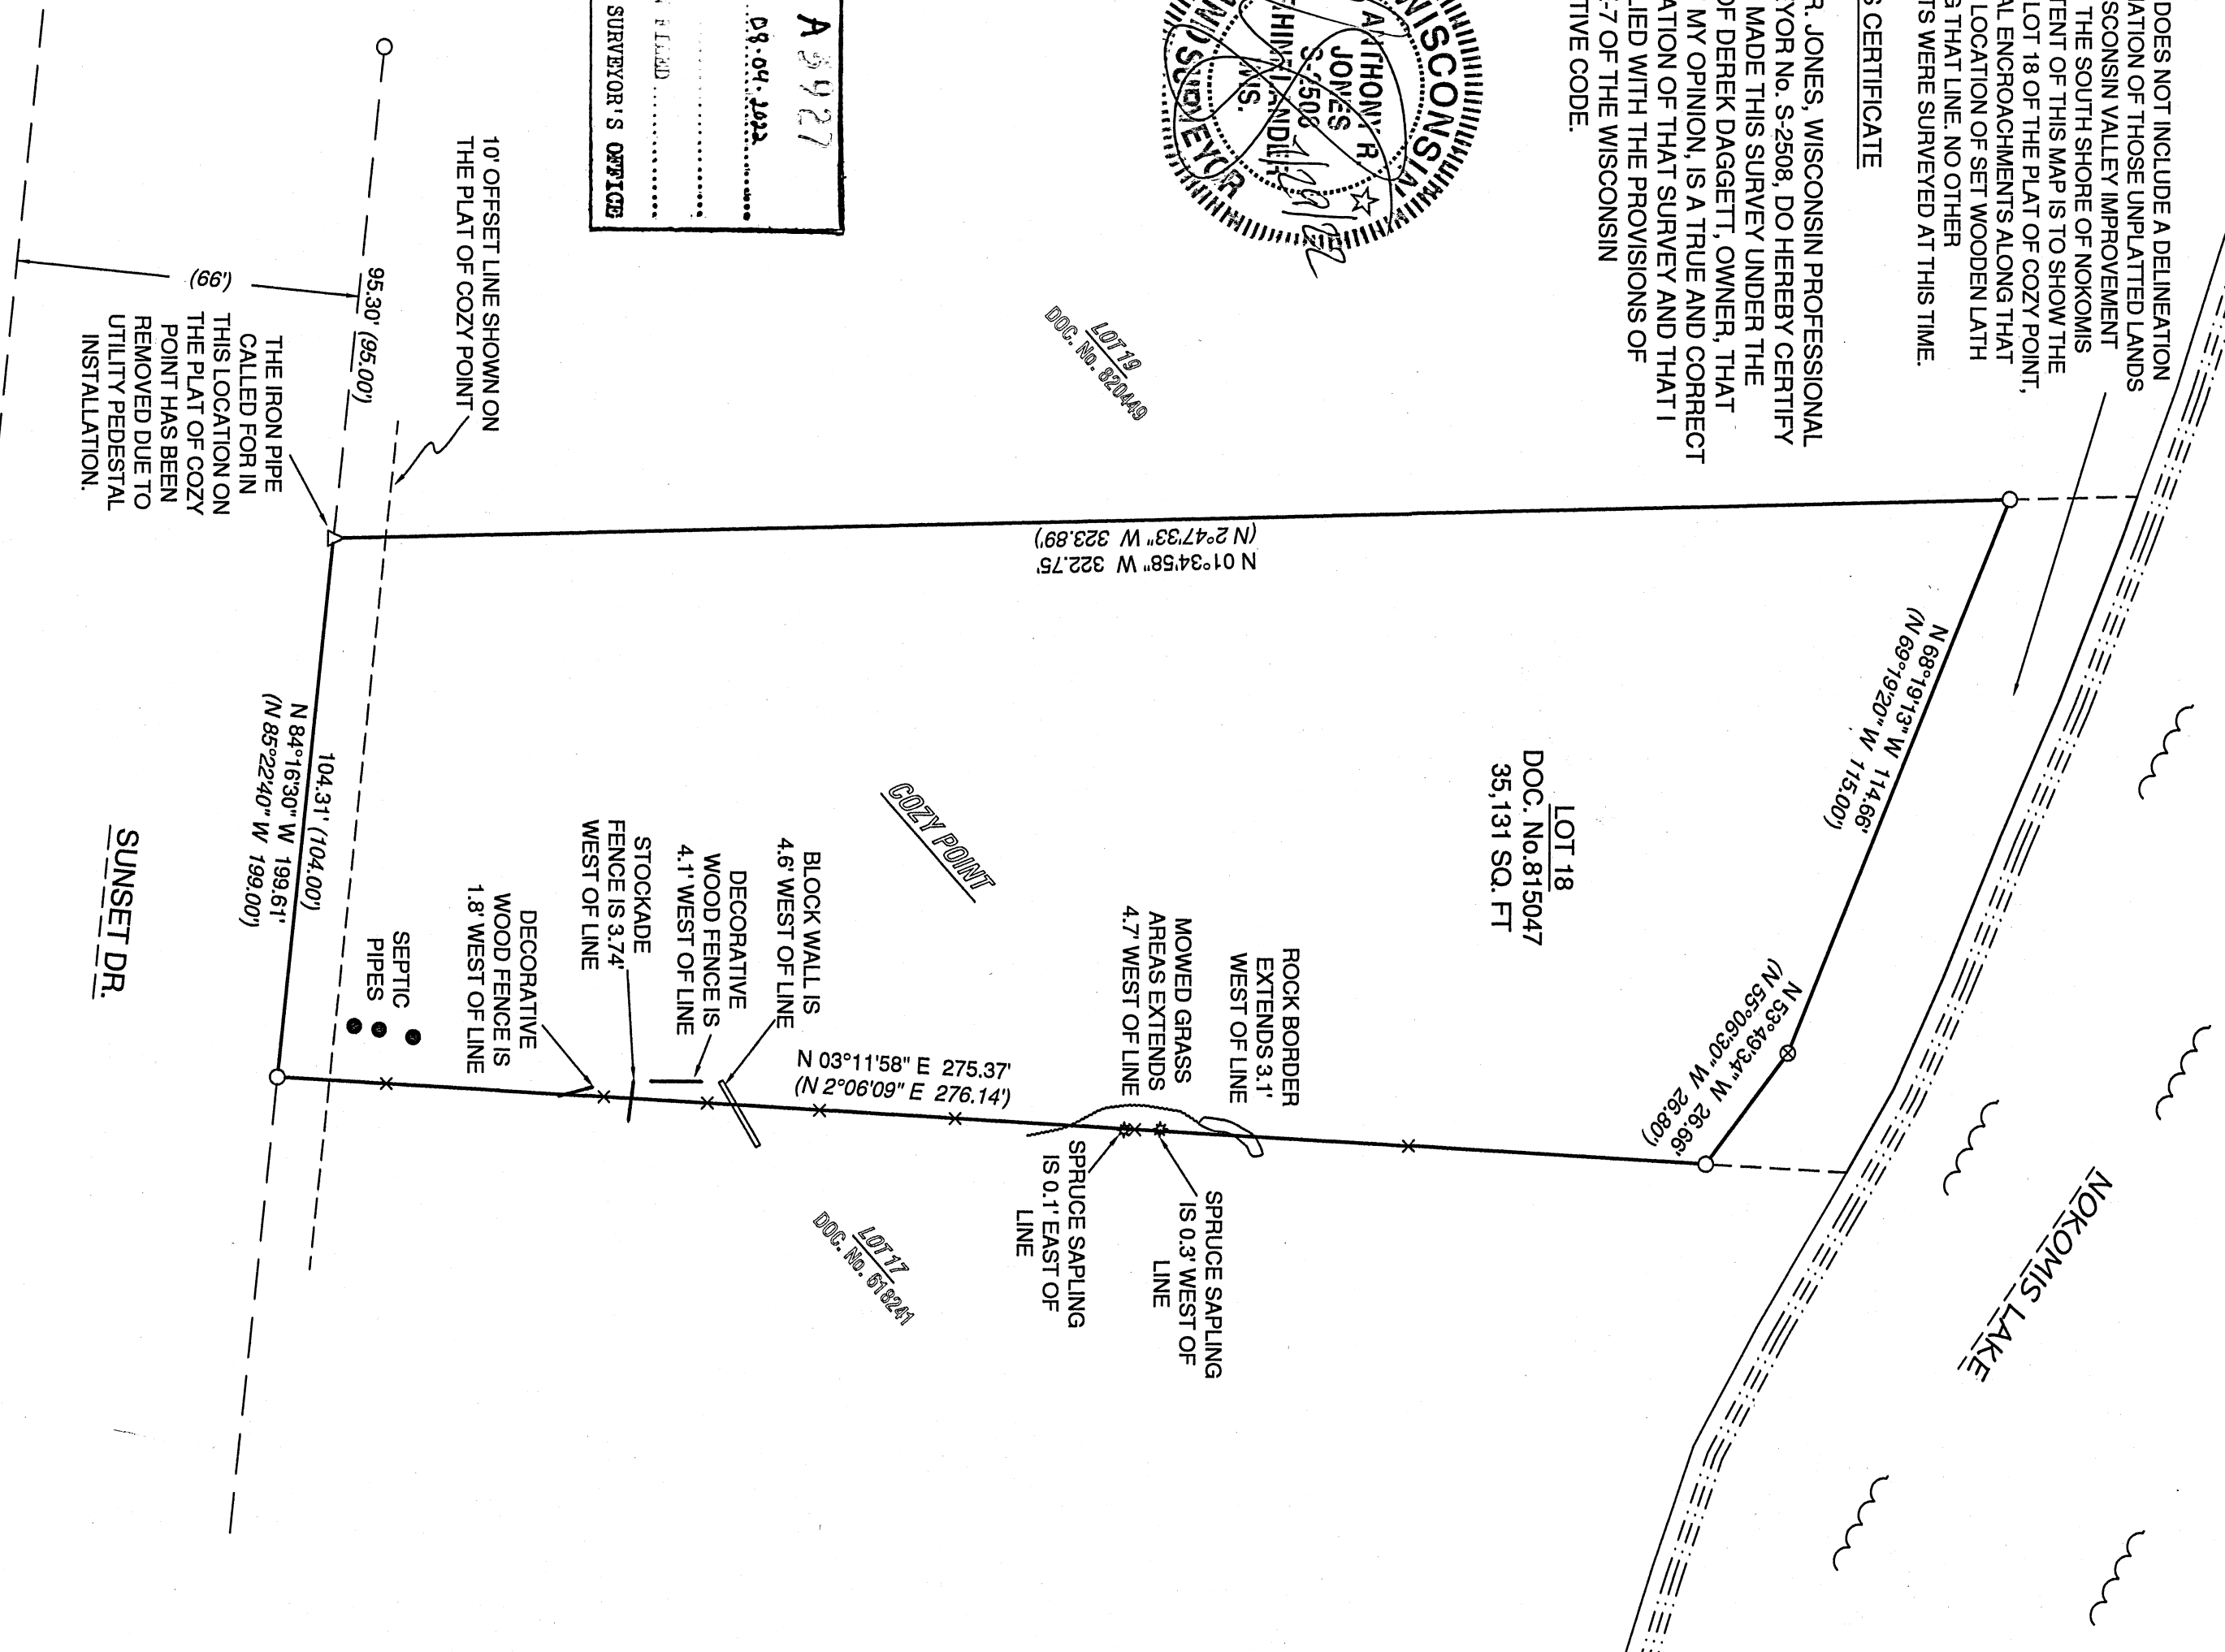 DOES NOT INCLUDE A DELINEATION
IATION OF THOSE UNPLATTED LANDS
SCONSIN VALLEY IMPROVEMENT
THE SOUTH SHORE OF NOKOMIS
TENT OF THIS MAP IS TO SHOW THE
LOT 18 OF THE PLAT OF COZY POINT,
AL ENCROACHMENTS ALONG THAT
LOCATION OF SET WOODEN LATH
G THAT LINE. NO OTHER
TS WERE SURVEYED AT THIS TIME.
S CERTIFICATE
R. JONES, WISCONSIN PROFESSIONAL
EYOR No. S-2508, DO HEREBY CERTIFY
MADE THIS SURVEY UNDER THE
OF DEREK DAGGETT, OWNER, THAT
MY OPINION, IS A TRUE AND CORRECT
ATION OF THAT SURVEY AND THAT I
LIED WITH THE PROVISIONS OF
-7 OF THE WISCONSIN
TIVE CODE.
WISCONSIN
ANTHONY R.
JONES
S-2508
WIS.
SURVEYOR
A 5927
08.04.2022
SURVEYOR'S OFFICE
NOKOMIS LAKE
N 68°19'13" W 114.66'
(N 69°19'20" W 115.00')
N 53°49'34" W 26.66'
(N 55°06'30" W 26.80')
LOT 18
DOC. No.815047
35,131 SQ. FT
LOT 19
DOC. No. 820449
N 01°34'58" W 322.75'
(N 2°47'33" W 323.89')
ROCK BORDER
EXTENDS 3.1'
WEST OF LINE
MOWED GRASS
AREAS EXTENDS
4.7' WEST OF LINE
SPRUCE SAPLING
IS 0.3' WEST OF
LINE
SPRUCE SAPLING
IS 0.1' EAST OF
LINE
COZY POINT
N 03°11'58" E 275.37'
(N 2°06'09" E 276.14')
LOT 17
DOC. No. 618241
BLOCK WALL IS
4.6' WEST OF LINE
DECORATIVE
WOOD FENCE IS
4.1' WEST OF LINE
STOCKADE
FENCE IS 3.74'
WEST OF LINE
DECORATIVE
WOOD FENCE IS
1.8' WEST OF LINE
SEPTIC
PIPES
10' OFFSET LINE SHOWN ON
THE PLAT OF COZY POINT
95.30' (95.00')
104.31' (104.00')
N 84°16'30" W 199.61'
(N 85°22'40" W 199.00')
(66')
THE IRON PIPE
CALLED FOR IN
THIS LOCATION ON
THE PLAT OF COZY
POINT HAS BEEN
REMOVED DUE TO
UTILITY PEDESTAL
INSTALLATION.
SUNSET DR.